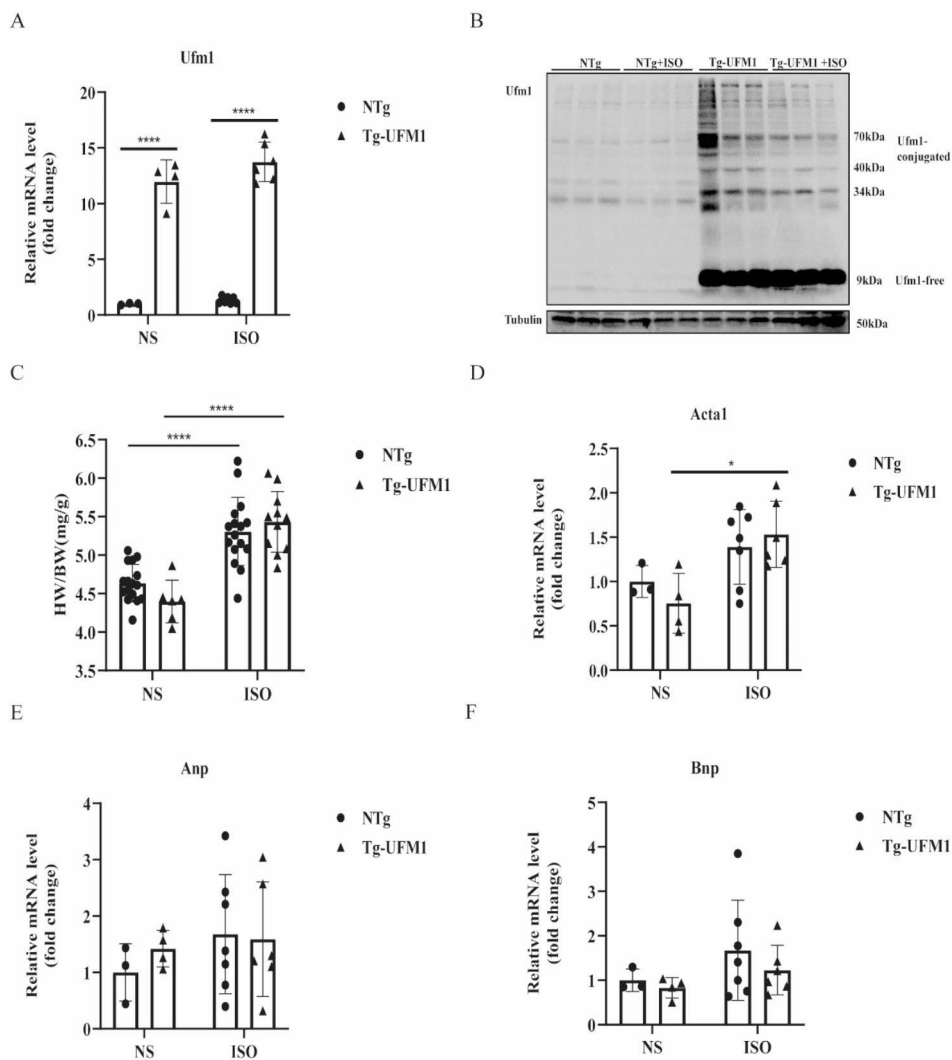 A
Ufm1
Relative mRNA level
(fold change)
20
15
10
5
0
****
****
NS
ISO
NTg
Tg-UFM1
B
NTg
NTg+ISO
Tg-UFM1
Tg-UFM1 +ISO
Ufm1
70kDa
Ufm1-
conjugated
40kDa
34kDa
9kDa
Ufm1-free
Tubulin
50kDa
C
HW/BW(mg/g)
6.5
6.0
5.5
5.0
4.5
4.0
3.5
****
****
NS
ISO
NTg
Tg-UFM1
D
Acta1
Relative mRNA level
(fold change)
2.5
2.0
1.5
1.0
0.5
0.0
*
NS
ISO
NTg
Tg-UFM1
E
Anp
Relative mRNA level
(fold change)
4
3
2
1
0
NS
ISO
NTg
Tg-UFM1
F
Bnp
Relative mRNA level
(fold change)
5
4
3
2
1
0
NS
ISO
NTg
Tg-UFM1